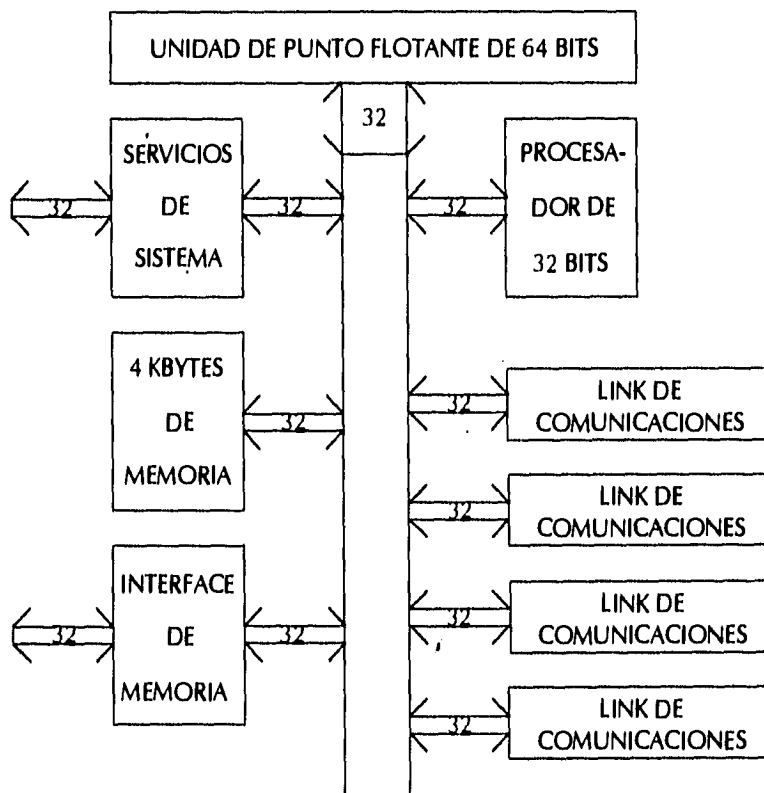 UNIDAD DE PUNTO FLOTANTE DE 64 BITS
32
SERVICIOS
DE
SISTEMA
32
32
32
PROCESA-
DOR DE
32 BITS
4 KBYTES
DE
MEMORIA
32
32
LINK DE
COMUNICACIONES
32
LINK DE
COMUNICACIONES
INTERFACE
DE
MEMORIA
32
32
32
LINK DE
COMUNICACIONES
32
LINK DE
COMUNICACIONES